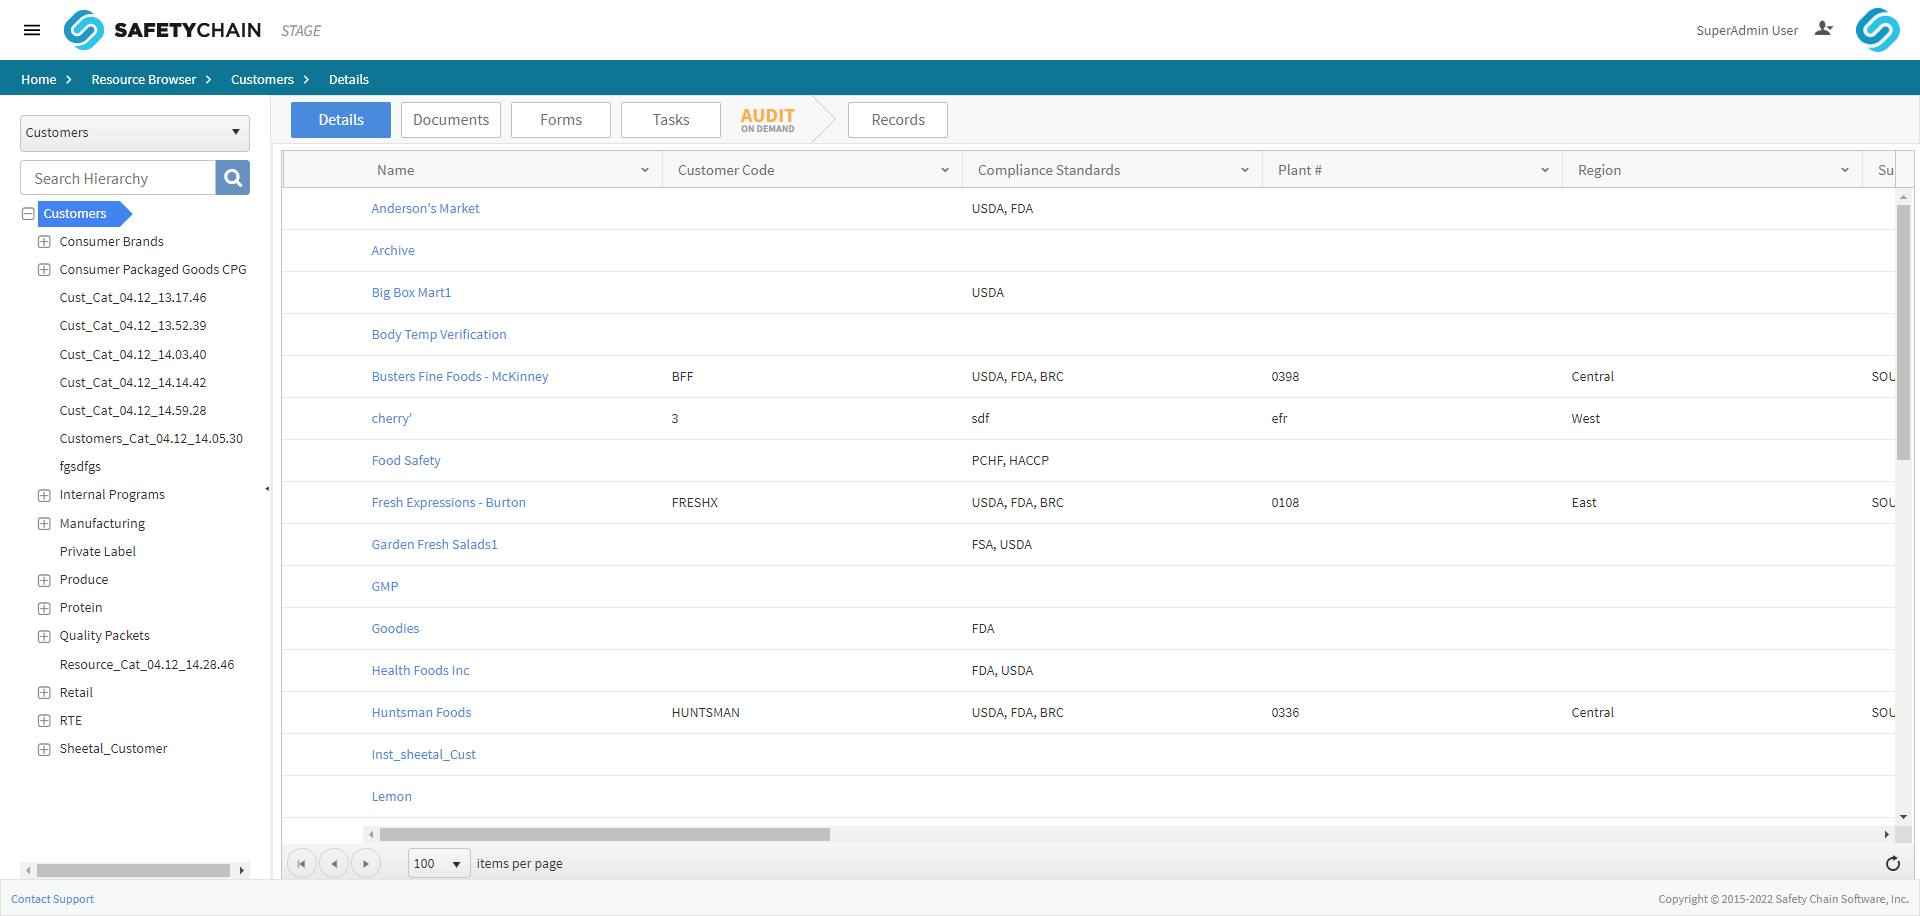 SAFETYCHAIN STAGE
SuperAdmin User
Home Resource Browser Customers Details
Customers
Search Hierarchy
Customers
Consumer Brands
Consumer Packaged Goods CPG
Cust_Cat_04.12_13.17.46
Cust_Cat_04.12_13.52.39
Cust_Cat_04.12_14.03.40
Cust_Cat_04.12_14.14.42
Cust_Cat_04.12_14.59.28
Customers_Cat_04.12_14.05.30
fgsdfgs
Internal Programs
Manufacturing
Private Label
Produce
Protein
Quality Packets
Resource_Cat_04.12_14.28.46
Retail
RTE
Sheetal_Customer
Details Documents Forms Tasks AUDIT ON DEMAND Records
Name Customer Code Compliance Standards Plant # Region Su
Anderson's Market USDA, FDA
Archive
Big Box Mart1 USDA
Body Temp Verification
Busters Fine Foods - McKinney BFF USDA, FDA, BRC 0398 Central SOU
cherry' 3 sdf efr West
Food Safety PCHF, HACCP
Fresh Expressions - Burton FRESHX USDA, FDA, BRC 0108 East SOU
Garden Fresh Salads1 FSA, USDA
GMP
Goodies FDA
Health Foods Inc FDA, USDA
Huntsman Foods HUNTSMAN USDA, FDA, BRC 0336 Central SOU
Inst_sheetal_Cust
Lemon
100 items per page
Contact Support
Copyright © 2015-2022 Safety Chain Software, Inc.